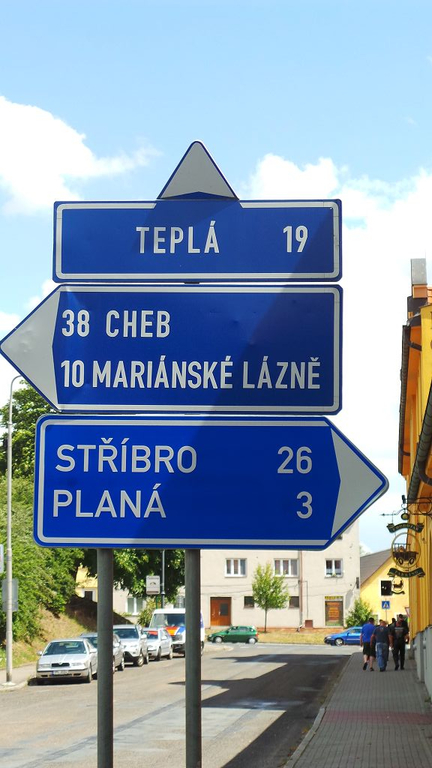 TEPLÁ 19
38 CHEB
10 MARIÁNSKÉ LÁZNĚ
STŘÍBRO 26
PLANÁ 3